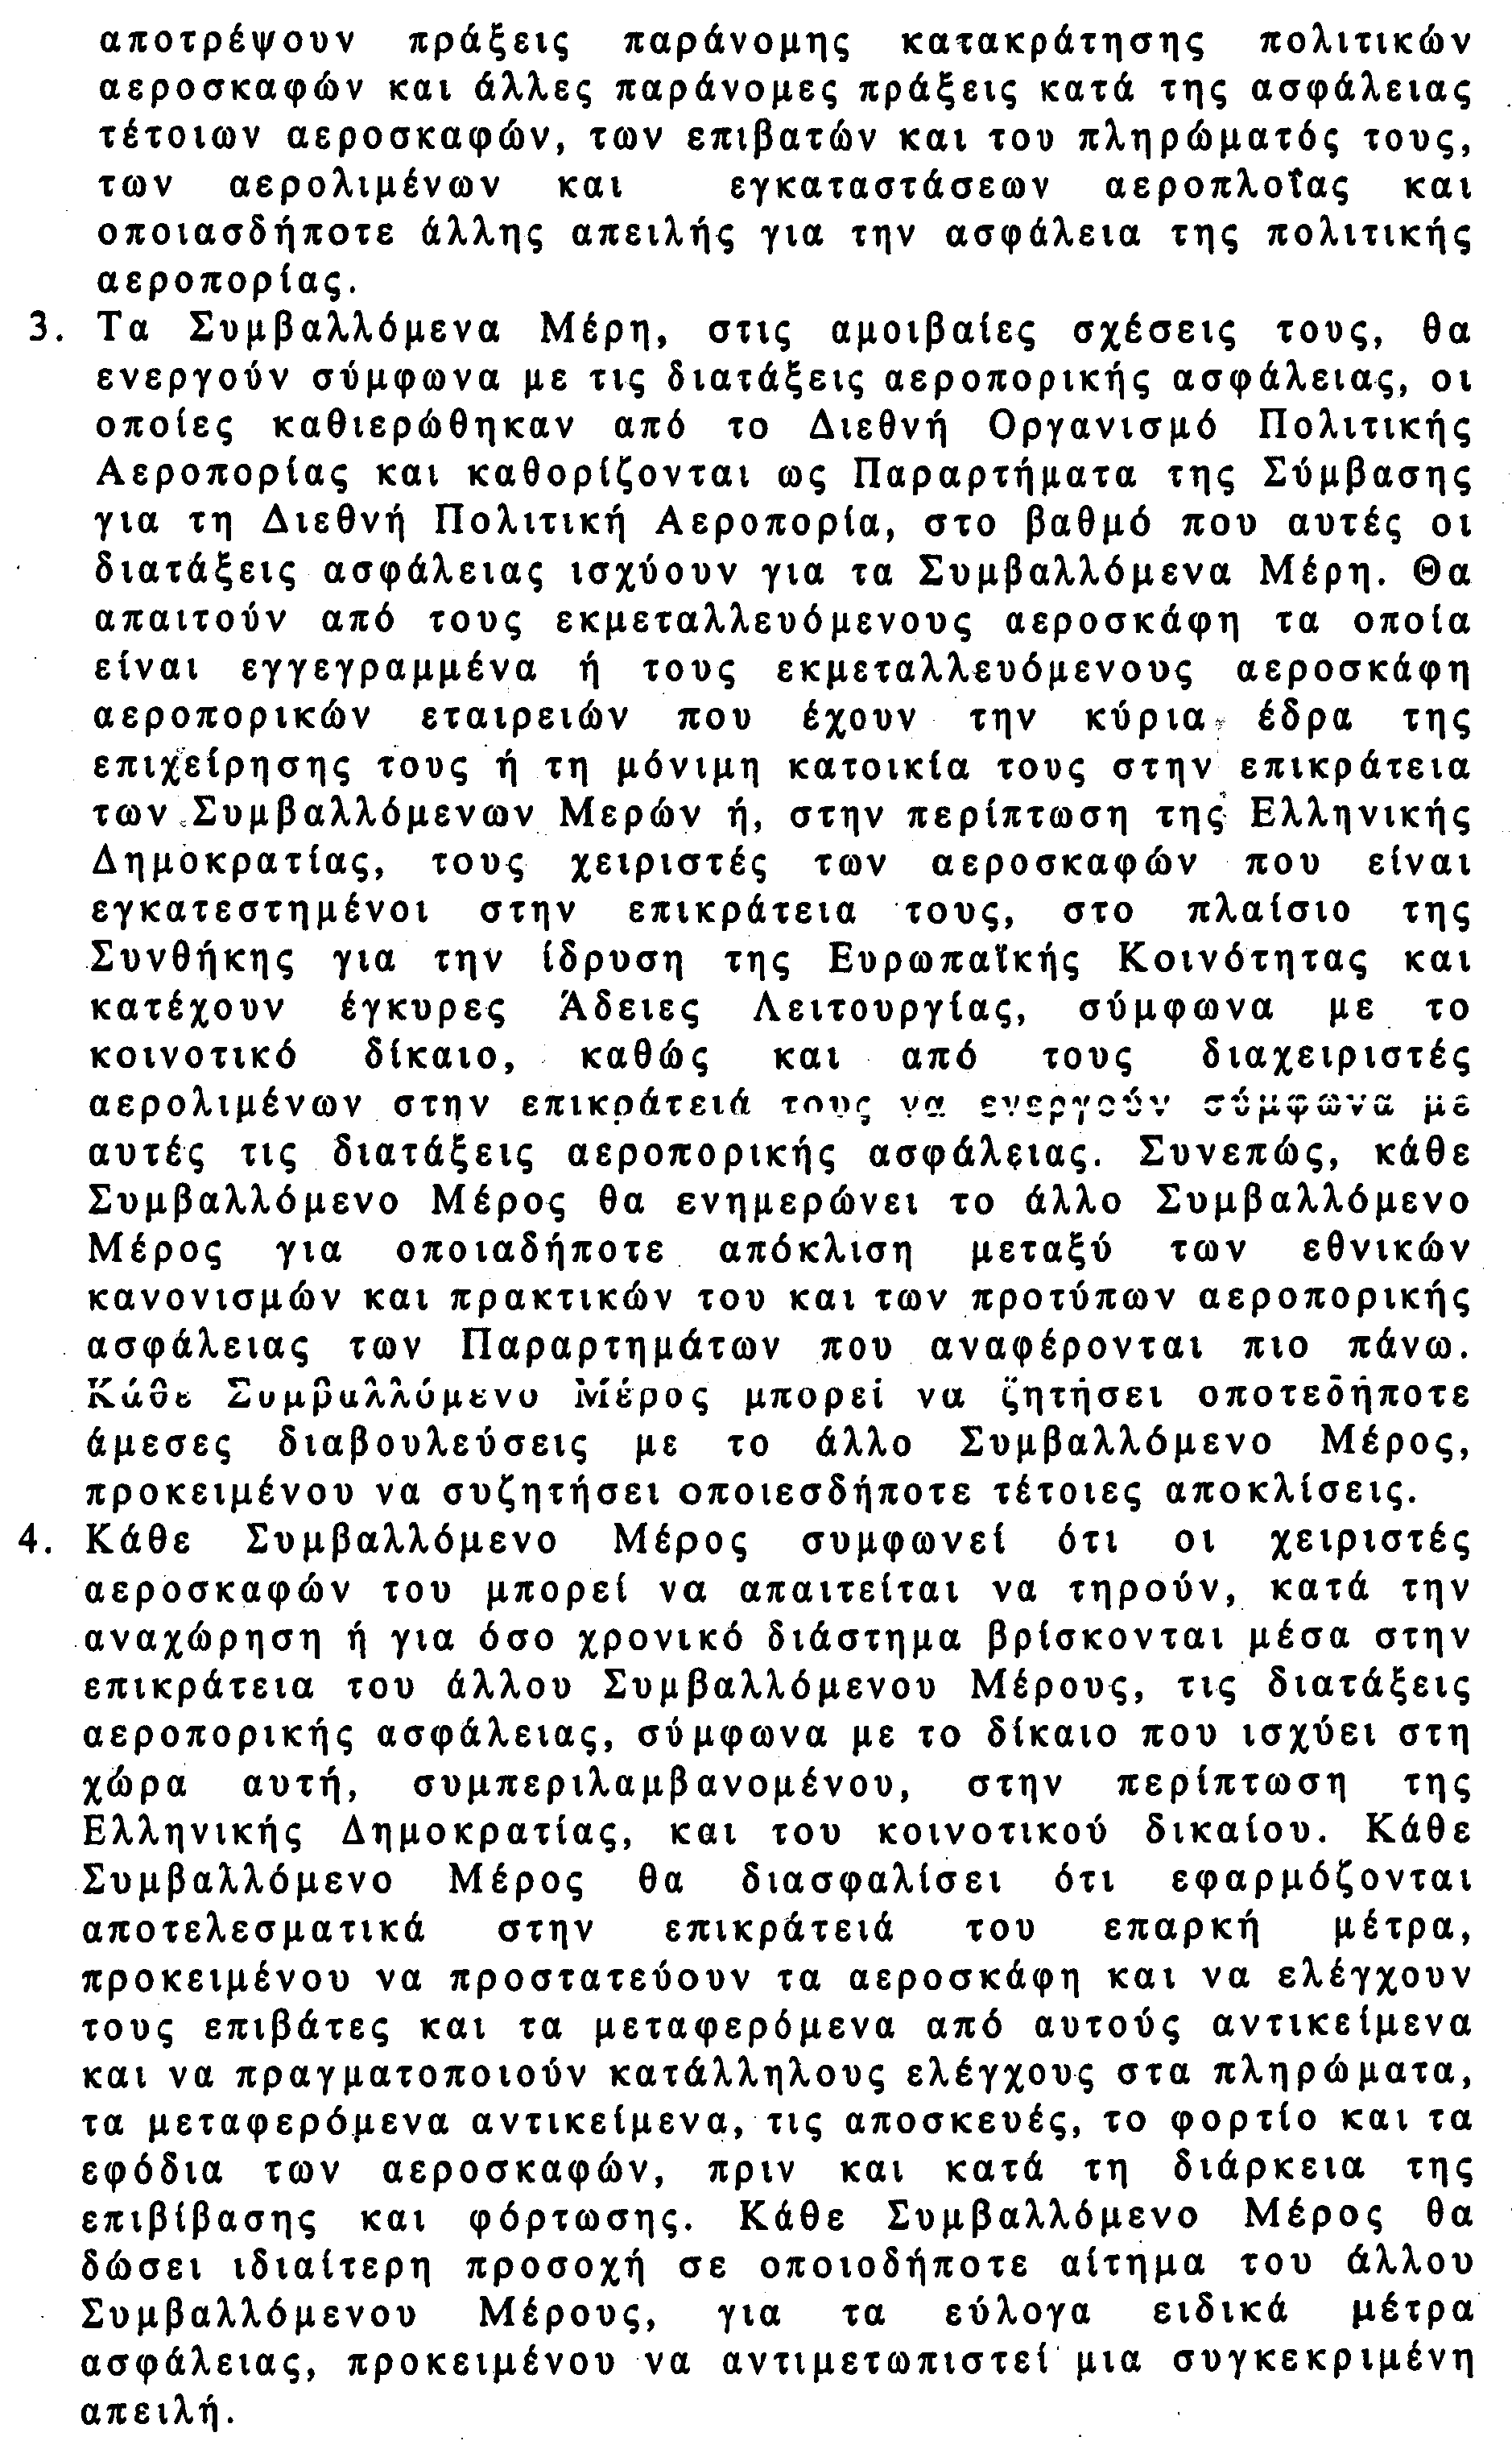 αποτρέψουν πράξεις παράνομης κατακράτησης πολιτικών
αεροσκαφών και άλλες παράνομες πράξεις κατά της ασφάλειας
τέτοιων αεροσκαφών, των επιβατών και του πληρώματός τους,
των αερολιμένων και εγκαταστάσεων αεροπλοΐας και
οποιασδήποτε άλλης απειλής για την ασφάλεια της πολιτικής
αεροπορίας.
3. Τα Συμβαλλόμενα Μέρη, στις αμοιβαίες σχέσεις τους, θα
ενεργούν σύμφωνα με τις διατάξεις αεροπορικής ασφάλειας, οι
οποίες καθιερώθηκαν από το Διεθνή Οργανισμό Πολιτικής
Αεροπορίας και καθορίζονται ως Παραρτήματα της Σύμβασης
για τη Διεθνή Πολιτική Αεροπορία, στο βαθμό που αυτές οι
διατάξεις ασφάλειας ισχύουν για τα Συμβαλλόμενα Μέρη. Θα
απαιτούν από τους εκμεταλλευόμενους αεροσκάφη τα οποία
είναι εγγεγραμμένα ή τους εκμεταλλευόμενους αεροσκάφη
αεροπορικών εταιρειών που έχουν την κύρια έδρα της
επιχείρησης τους ή τη μόνιμη κατοικία τους στην επικράτεια
των Συμβαλλόμενων Μερών ή, στην περίπτωση της Ελληνικής
Δημοκρατίας, τους χειριστές των αεροσκαφών που είναι
εγκατεστημένοι στην επικράτεια τους, στο πλαίσιο της
Συνθήκης για την ίδρυση της Ευρωπαϊκής Κοινότητας και
κατέχουν έγκυρες Άδειες Λειτουργίας, σύμφωνα με το
κοινοτικό δίκαιο, καθώς και από τους διαχειριστές
αερολιμένων στην επικράτειά τους να ενεργούν σύμφωνα με
αυτές τις διατάξεις αεροπορικής ασφάλειας. Συνεπώς, κάθε
Συμβαλλόμενο Μέρος θα ενημερώνει το άλλο Συμβαλλόμενο
Μέρος για οποιαδήποτε απόκλιση μεταξύ των εθνικών
κανονισμών και πρακτικών του και των προτύπων αεροπορικής
ασφάλειας των Παραρτημάτων που αναφέρονται πιο πάνω.
Κάθε Συμβαλλόμενο Μέρος μπορεί να ζητήσει οποτεδήποτε
άμεσες διαβουλεύσεις με το άλλο Συμβαλλόμενο Μέρος,
προκειμένου να συζητήσει οποιεσδήποτε τέτοιες αποκλίσεις.
4. Κάθε Συμβαλλόμενο Μέρος συμφωνεί ότι οι χειριστές
αεροσκαφών του μπορεί να απαιτείται να τηρούν, κατά την
αναχώρηση ή για όσο χρονικό διάστημα βρίσκονται μέσα στην
επικράτεια του άλλου Συμβαλλόμενου Μέρους, τις διατάξεις
αεροπορικής ασφάλειας, σύμφωνα με το δίκαιο που ισχύει στη
χώρα αυτή, συμπεριλαμβανομένου, στην περίπτωση της
Ελληνικής Δημοκρατίας, και του κοινοτικού δικαίου. Κάθε
Συμβαλλόμενο Μέρος θα διασφαλίσει ότι εφαρμόζονται
αποτελεσματικά στην επικράτειά του επαρκή μέτρα,
προκειμένου να προστατεύουν τα αεροσκάφη και να ελέγχουν
τους επιβάτες και τα μεταφερόμενα από αυτούς αντικείμενα
και να πραγματοποιούν κατάλληλους ελέγχους στα πληρώματα,
τα μεταφερόμενα αντικείμενα, τις αποσκευές, το φορτίο και τα
εφόδια των αεροσκαφών, πριν και κατά τη διάρκεια της
επιβίβασης και φόρτωσης. Κάθε Συμβαλλόμενο Μέρος θα
δώσει ιδιαίτερη προσοχή σε οποιοδήποτε αίτημα του άλλου
Συμβαλλόμενου Μέρους, για τα εύλογα ειδικά μέτρα
ασφάλειας, προκειμένου να αντιμετωπιστεί μια συγκεκριμένη
απειλή.